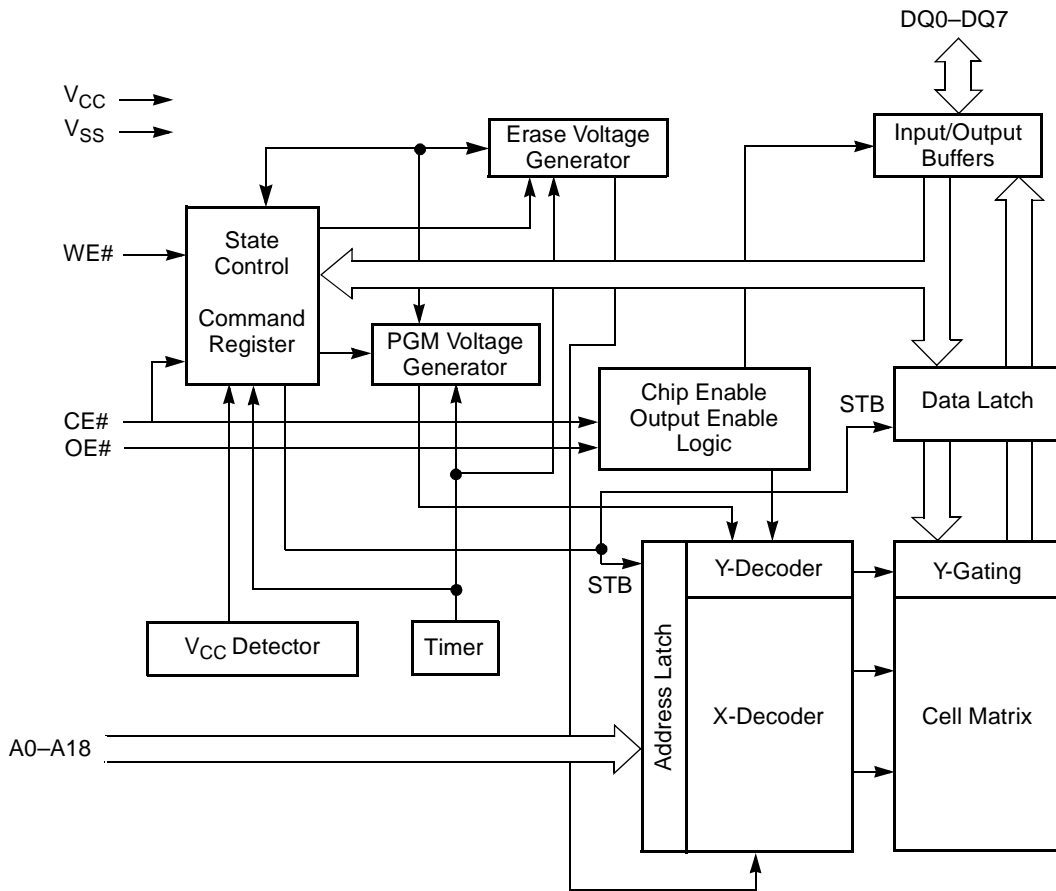 DQ0–DQ7
VCC
VSS
Erase Voltage
Generator
Input/Output
Buffers
WE#
State
Control
Command
Register
PGM Voltage
Generator
CE#
OE#
Chip Enable
Output Enable
Logic
STB
Data Latch
STB
Y-Decoder
Y-Gating
VCC Detector
Timer
Address Latch
X-Decoder
Cell Matrix
A0–A18